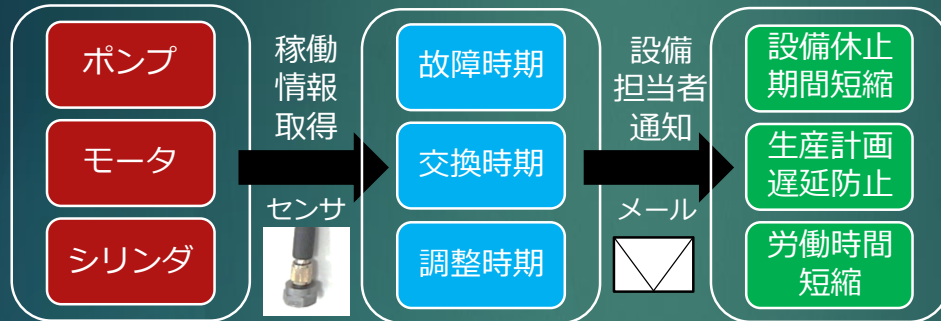 ポンプ
モータ
シリンダ
稼働
情報
取得
センサ
故障時期
交換時期
調整時期
設備
担当者
通知
メール
設備休止
期間短縮
生産計画
遅延防止
労働時間
短縮